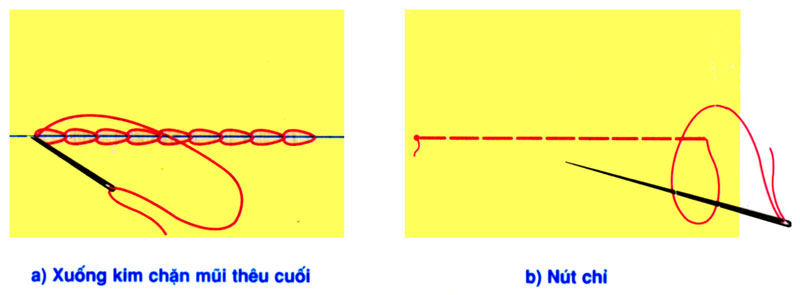 a) Xuống kim chặn mũi thêu cuối
b) Nút chỉ